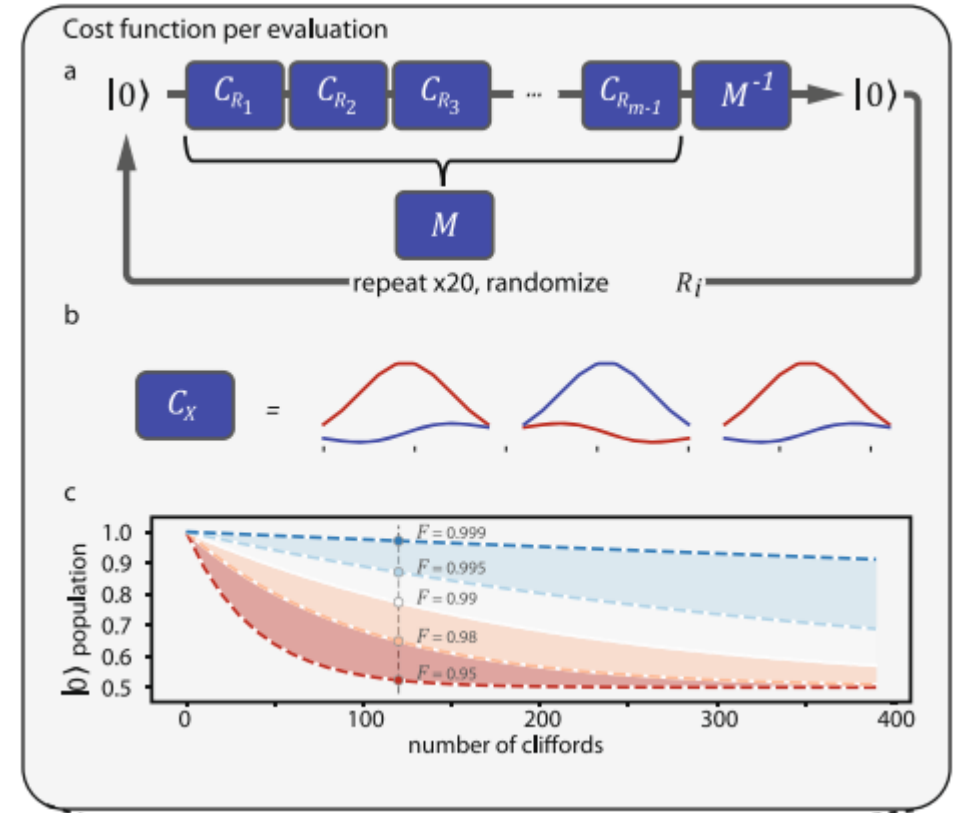 Cost function per evaluation
a
|0⟩ C_{R_1} C_{R_2} C_{R_3} ... C_{R_{m-1}} M^{-1} |0⟩
M
repeat x20, randomize R_i
b
C_X =
c
|0⟩ population
1.0
0.9
0.8
0.7
0.6
0.5
F = 0.999
F = 0.995
F = 0.99
F = 0.98
F = 0.95
0 100 200 300 400
number of cliffords